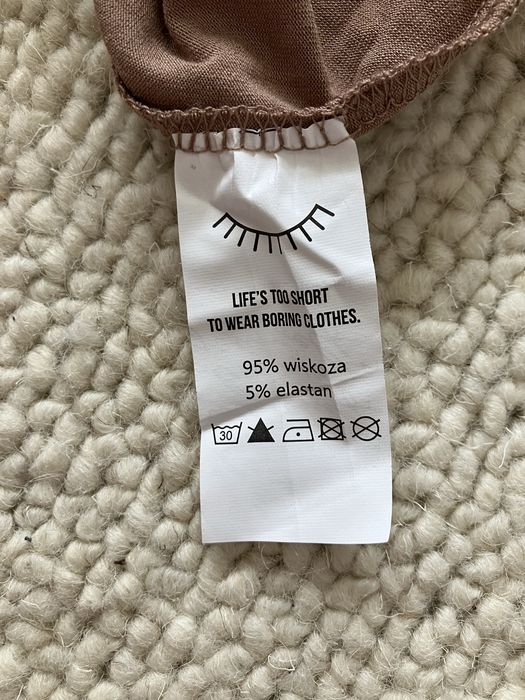 LIFE'S TOO SHORT
TO WEAR BORING CLOTHES.
95% wiskoza
5% elastan
30